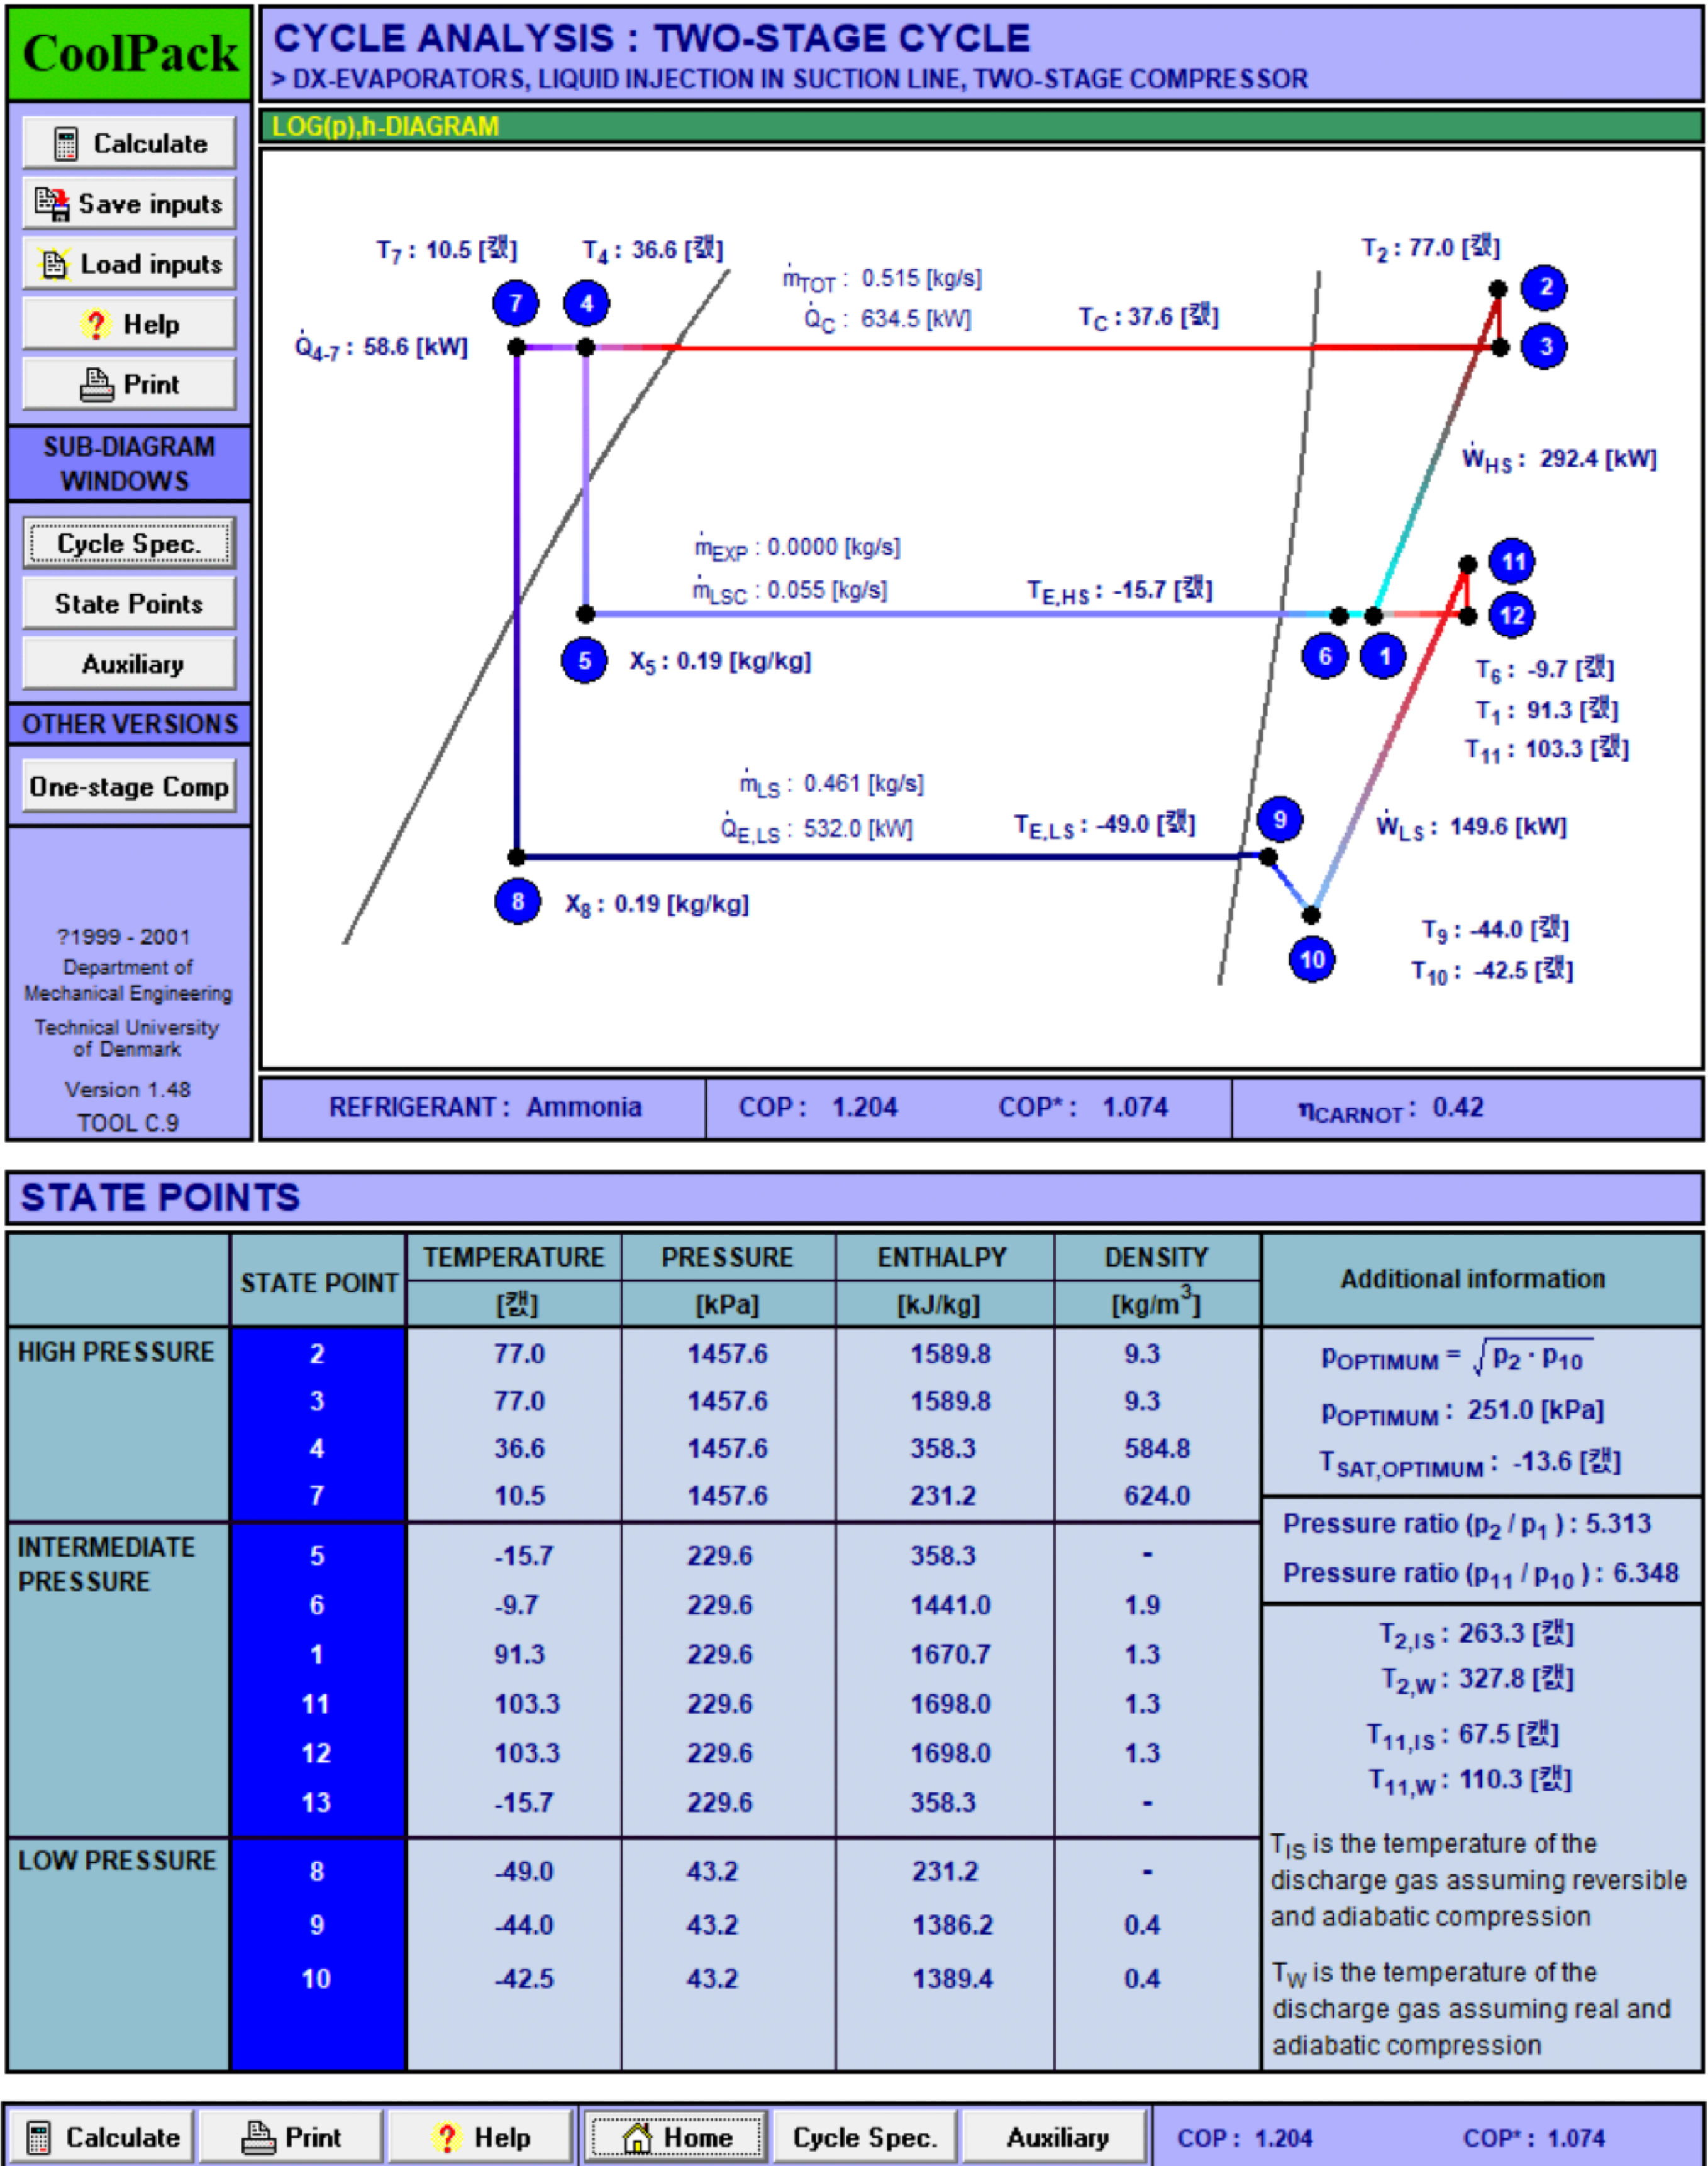 CoolPack
CYCLE ANALYSIS : TWO-STAGE CYCLE
> DX-EVAPORATORS, LIQUID INJECTION IN SUCTION LINE, TWO-STAGE COMPRESSOR
Calculate
Save inputs
Load inputs
? Help
Print
SUB-DIAGRAM
WINDOWS
Cycle Spec.
State Points
Auxiliary
OTHER VERSIONS
One-stage Comp
?1999 - 2001
Department of
Mechanical Engineering
Technical University
of Denmark
Version 1.48
TOOL C.9
LOG(p),h-DIAGRAM
T7 : 10.5 [캜] T4 : 36.6 [캜] T2 : 77.0 [캜]
ṁTOT : 0.515 [kg/s]
7 4 2
Q̇C : 634.5 [kW] TC : 37.6 [캜]
Q̇4-7 : 58.6 [kW] 3
ẆHS : 292.4 [kW]
ṁEXP : 0.0000 [kg/s] 11
ṁLSC : 0.055 [kg/s] TE,HS : -15.7 [캜]
12
5 X5 : 0.19 [kg/kg] 6 1
T6 : -9.7 [캜]
T1 : 91.3 [캜]
T11 : 103.3 [캜]
ṁLS : 0.461 [kg/s]
Q̇E,LS : 532.0 [kW] TE,LS : -49.0 [캜] 9 ẆLS : 149.6 [kW]
8 X8 : 0.19 [kg/kg]
T9 : -44.0 [캜]
10 T10 : -42.5 [캜]
REFRIGERANT : Ammonia COP : 1.204 COP* : 1.074 ηCARNOT : 0.42
STATE POINTS
STATE POINT TEMPERATURE PRESSURE ENTHALPY DENSITY Additional information
[캜] [kPa] [kJ/kg] [kg/m³]
HIGH PRESSURE 2 77.0 1457.6 1589.8 9.3
3 77.0 1457.6 1589.8 9.3
4 36.6 1457.6 358.3 584.8
7 10.5 1457.6 231.2 624.0
INTERMEDIATE
PRESSURE
5 -15.7 229.6 358.3 -
6 -9.7 229.6 1441.0 1.9
1 91.3 229.6 1670.7 1.3
11 103.3 229.6 1698.0 1.3
12 103.3 229.6 1698.0 1.3
13 -15.7 229.6 358.3 -
LOW PRESSURE 8 -49.0 43.2 231.2 -
9 -44.0 43.2 1386.2 0.4
10 -42.5 43.2 1389.4 0.4
pOPTIMUM = √p2 · p10
pOPTIMUM : 251.0 [kPa]
TSAT,OPTIMUM : -13.6 [캜]
Pressure ratio (p2 / p1 ) : 5.313
Pressure ratio (p11 / p10 ) : 6.348
T2,IS : 263.3 [캜]
T2,W : 327.8 [캜]
T11,IS : 67.5 [캜]
T11,W : 110.3 [캜]
TIS is the temperature of the
discharge gas assuming reversible
and adiabatic compression
TW is the temperature of the
discharge gas assuming real and
adiabatic compression
Calculate Print ? Help Home Cycle Spec. Auxiliary COP : 1.204 COP* : 1.074